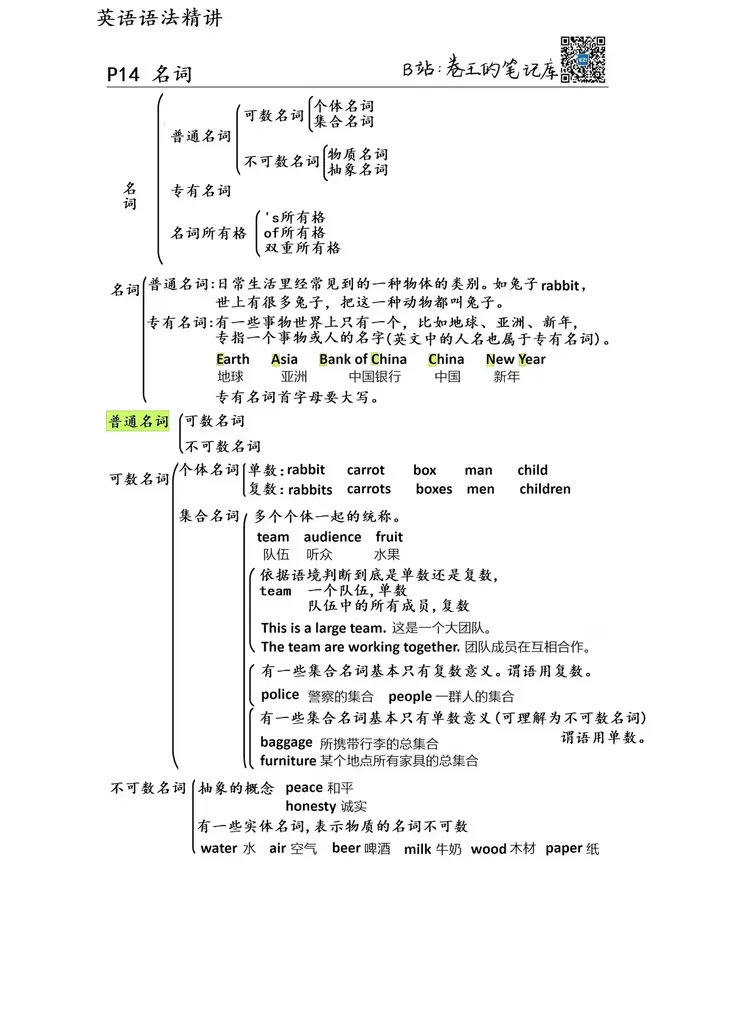 英语语法精讲
P14 名词
B站:卷王的笔记库
名词
普通名词
可数名词
个体名词
集合名词
不可数名词
物质名词
抽象名词
专有名词
名词所有格
's所有格
of所有格
双重所有格
名词
普通名词:日常生活里经常见到的一种物体的类别。如兔子rabbit,
世上有很多兔子，把这一种动物都叫兔子。
专有名词:有一些事物世界上只有一个，比如地球、亚洲、新年,
专指一个事物或人的名字(英文中的人名也属于专有名词)。
Earth Asia Bank of China China New Year
地球 亚洲 中国银行 中国 新年
专有名词首字母要大写。
普通名词
可数名词
不可数名词
可数名词
个体名词
单数: rabbit carrot box man child
复数: rabbits carrots boxes men children
集合名词
多个个体一起的统称。
team audience fruit
队伍 听众 水果
依据语境判断到底是单数还是复数,
team 一个队伍,单数
队伍中的所有成员,复数
This is a large team. 这是一个大团队。
The team are working together. 团队成员在互相合作。
有一些集合名词基本只有复数意义。谓语用复数。
police 警察的集合 people 一群人的集合
有一些集合名词基本只有单数意义(可理解为不可数名词)
谓语用单数。
baggage 所携带行李的总集合
furniture 某个地点所有家具的总集合
不可数名词
抽象的概念 peace 和平
honesty 诚实
有一些实体名词,表示物质的名词不可数
water 水 air 空气 beer 啤酒 milk 牛奶 wood 木材 paper 纸